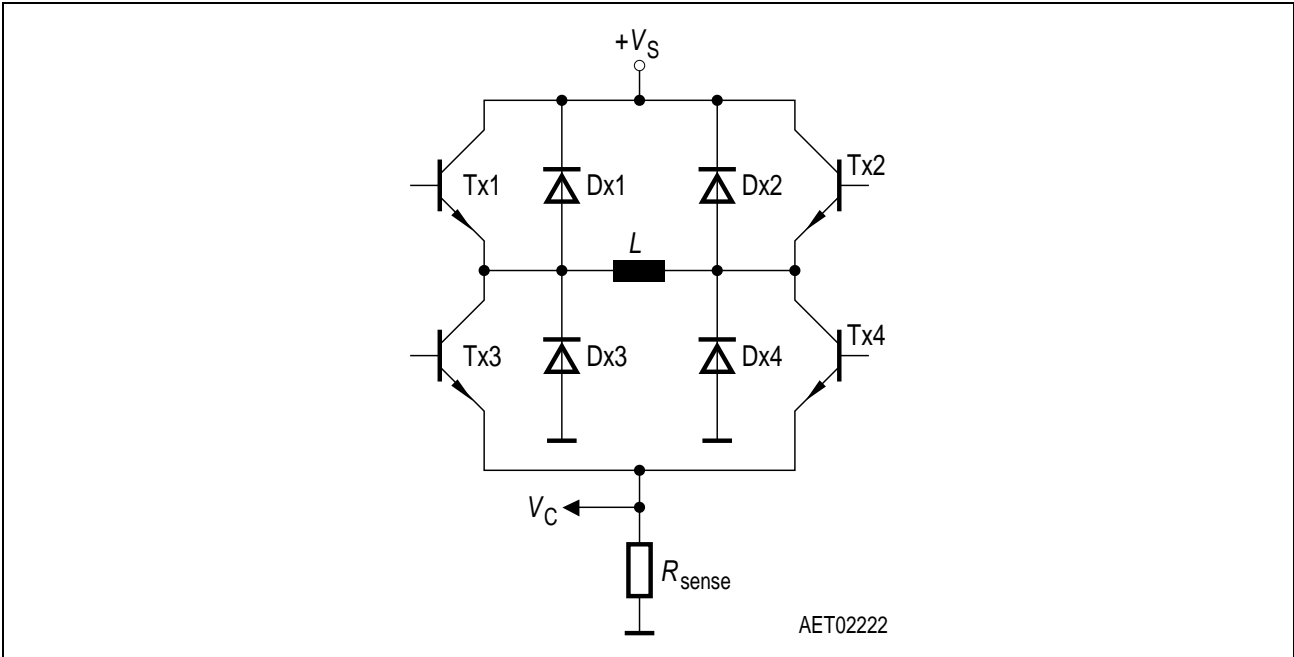 +VS
Tx1 Dx1 Dx2 Tx2
L
Tx3 Dx3 Dx4 Tx4
VC
Rsense
AET02222